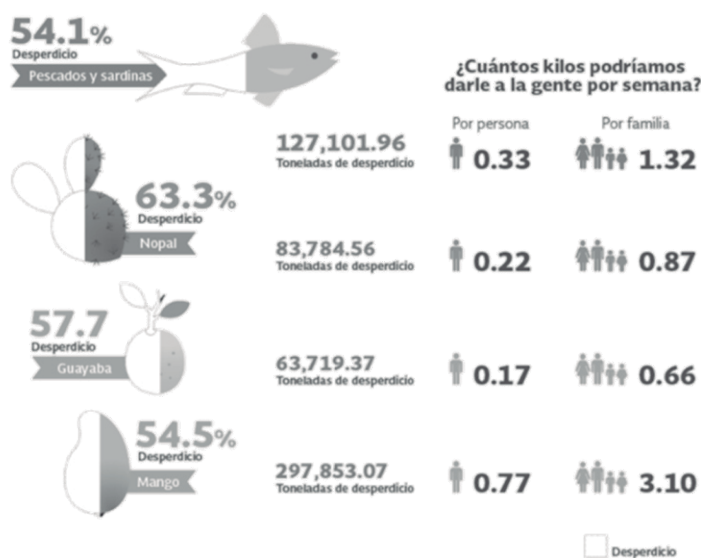 54.1%
Desperdicio
Pescados y sardinas
¿Cuántos kilos podríamos
darle a la gente por semana?
Por persona
Por familia
127,101.96
Toneladas de desperdicio
0.33
1.32
63.3%
Desperdicio
Nopal
83,784.56
Toneladas de desperdicio
0.22
0.87
57.7
Desperdicio
Guayaba
63,719.37
Toneladas de desperdicio
0.17
0.66
54.5%
Desperdicio
Mango
297,853.07
Toneladas de desperdicio
0.77
3.10
Desperdicio